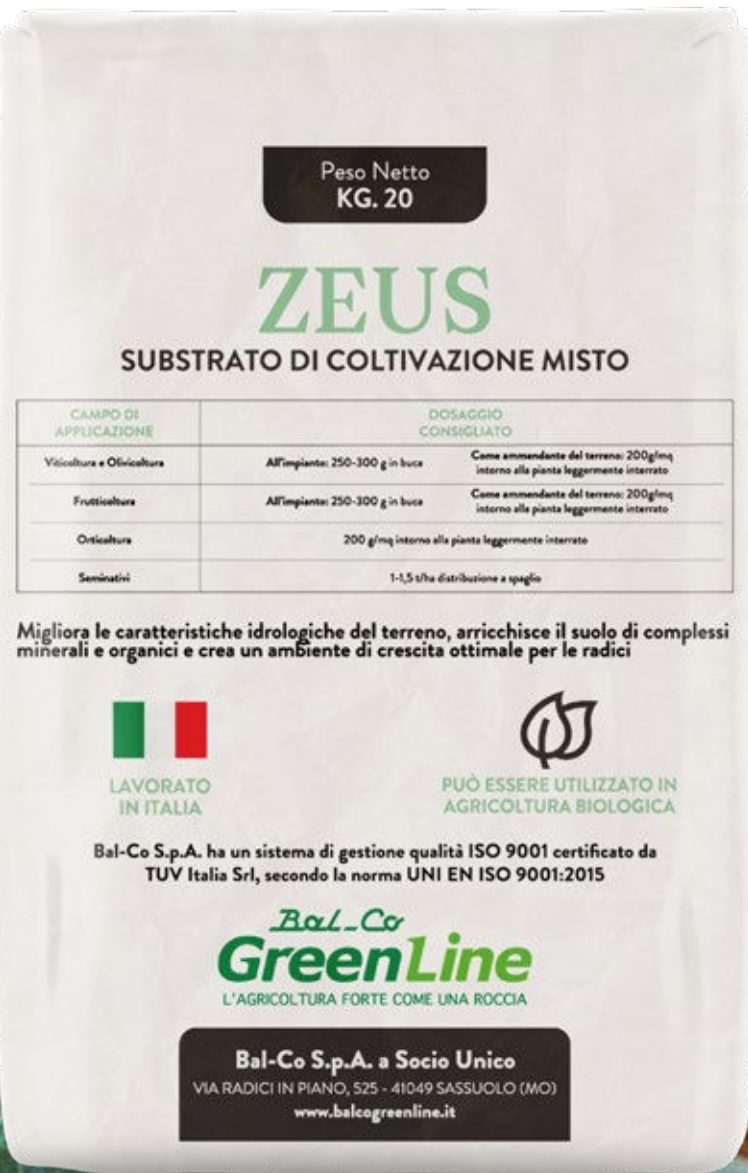 Peso Netto
KG. 20
ZEUS
SUBSTRATO DI COLTIVAZIONE MISTO
CAMPO DI
APPLICAZIONE
DOSAGGIO
CONSIGLIATO
Viticoltura e Olivicoltura
All'impianto: 250-300 g in buca
Come ammendante del terreno: 200g/mq
intorno alla pianta leggermente interrato
Frutticoltura
All'impianto: 250-300 g in buca
Come ammendante del terreno: 200g/mq
intorno alla pianta leggermente interrato
Orticoltura
200 g/mq intorno alla pianta leggermente interrato
Seminativi
1-1,5 t/ha distribuzione a spaglio
Migliora le caratteristiche idrologiche del terreno, arricchisce il suolo di complessi
minerali e organici e crea un ambiente di crescita ottimale per le radici
LAVORATO
IN ITALIA
PUÒ ESSERE UTILIZZATO IN
AGRICOLTURA BIOLOGICA
Bal-Co S.p.A. ha un sistema di gestione qualità ISO 9001 certificato da
TUV Italia Srl, secondo la norma UNI EN ISO 9001:2015
Bal-Co
GreenLine
L'AGRICOLTURA FORTE COME UNA ROCCIA
Bal-Co S.p.A. a Socio Unico
VIA RADICI IN PIANO, 525 - 41049 SASSUOLO (MO)
www.balcogreenline.it